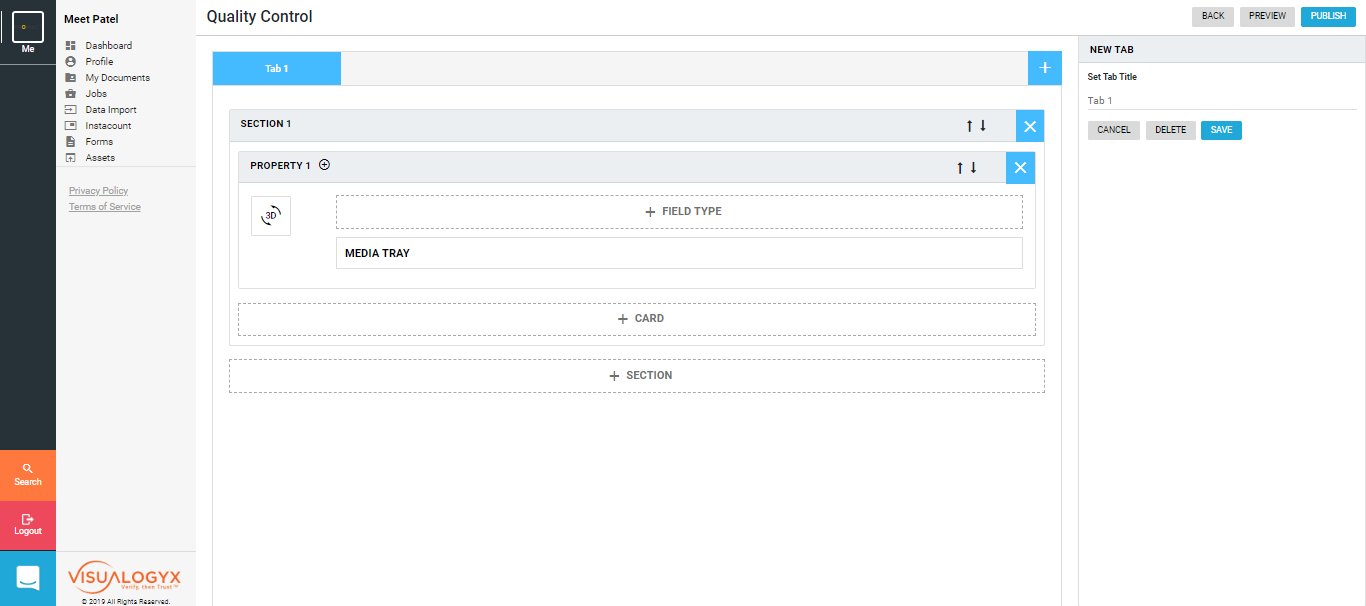 Me
Meet Patel
Dashboard
Profile
My Documents
Jobs
Data Import
Instacount
Forms
Assets
Privacy Policy
Terms of Service
Search
Logout
VISUALOGYX
Verify, then Trust™
© 2019 All Rights Reserved.
Quality Control
BACK PREVIEW PUBLISH
Tab 1
SECTION 1
PROPERTY 1
3D
FIELD TYPE
MEDIA TRAY
CARD
SECTION
NEW TAB
Set Tab Title
Tab 1
CANCEL DELETE SAVE